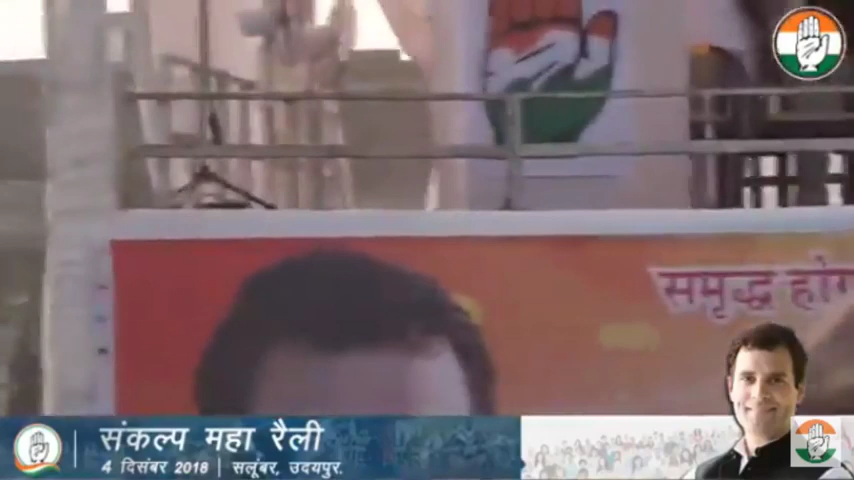 समृद्ध होग
संकल्प महा रैली
4 दिसंबर 2018 | सलूंबर, उदयपुर.